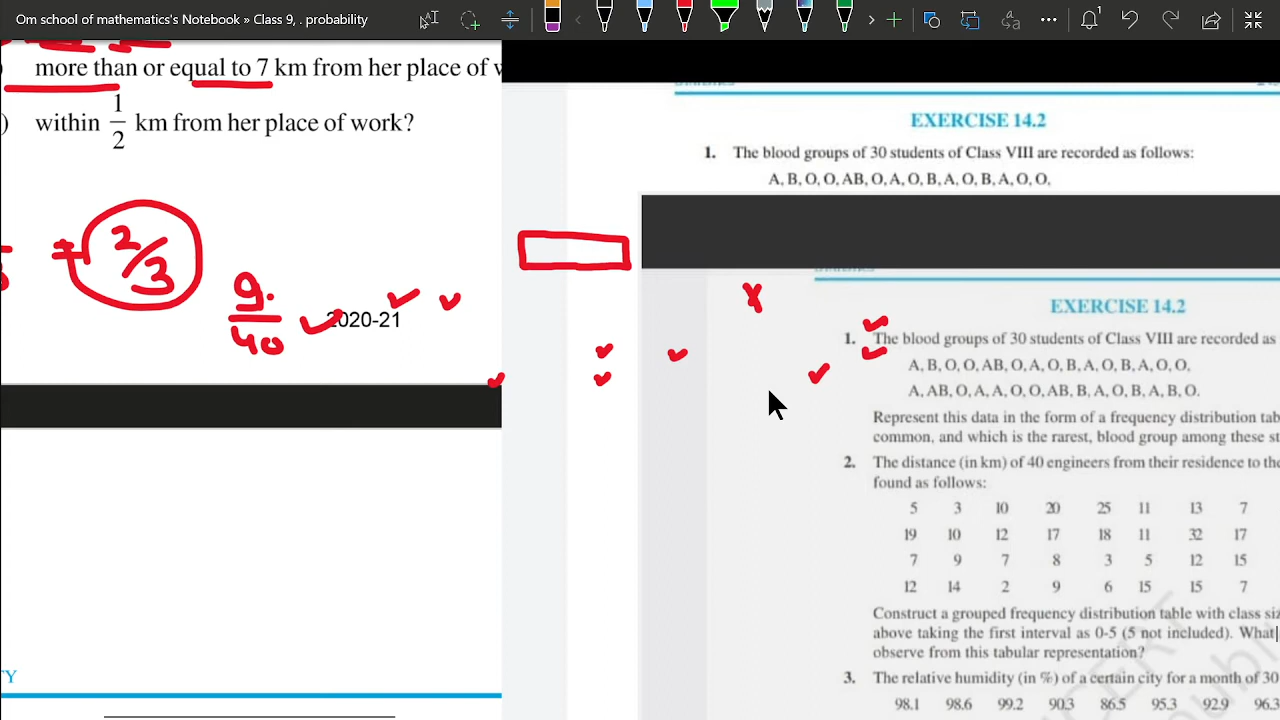 Om school of mathematics's Notebook » Class 9, . probability
more than or equal to 7 km from her place of
) within 1/2 km from her place of work?
2/3
9.
40
2020-21
TY
EXERCISE 14.2
1. The blood groups of 30 students of Class VIII are recorded as follows:
A, B, O, O, AB, O, A, O, B, A, O, B, A, O, O,
EXERCISE 14.2
1. The blood groups of 30 students of Class VIII are recorded as
A, B, O, O, AB, O, A, O, B, A, O, B, A, O, O,
A, AB, O, A, A, O, O, AB, B, A, O, B, A, B, O.
Represent this data in the form of a frequency distribution
common, and which is the rarest, blood group among these
2. The distance (in km) of 40 engineers from their residence to
found as follows:
5 3 10 20 25 11 13 7
19 10 12 17 18 11 32 17
7 9 7 8 3 5 12 15
12 14 2 9 6 15 15 7
Construct a grouped frequency distribution table with class
above taking the first interval as 0-5 (5 not included). What
observe from this tabular representation?
3. The relative humidity (in %) of a certain city for a month of 30
98.1 98.6 99.2 90.3 86.5 95.3 92.9 96.3